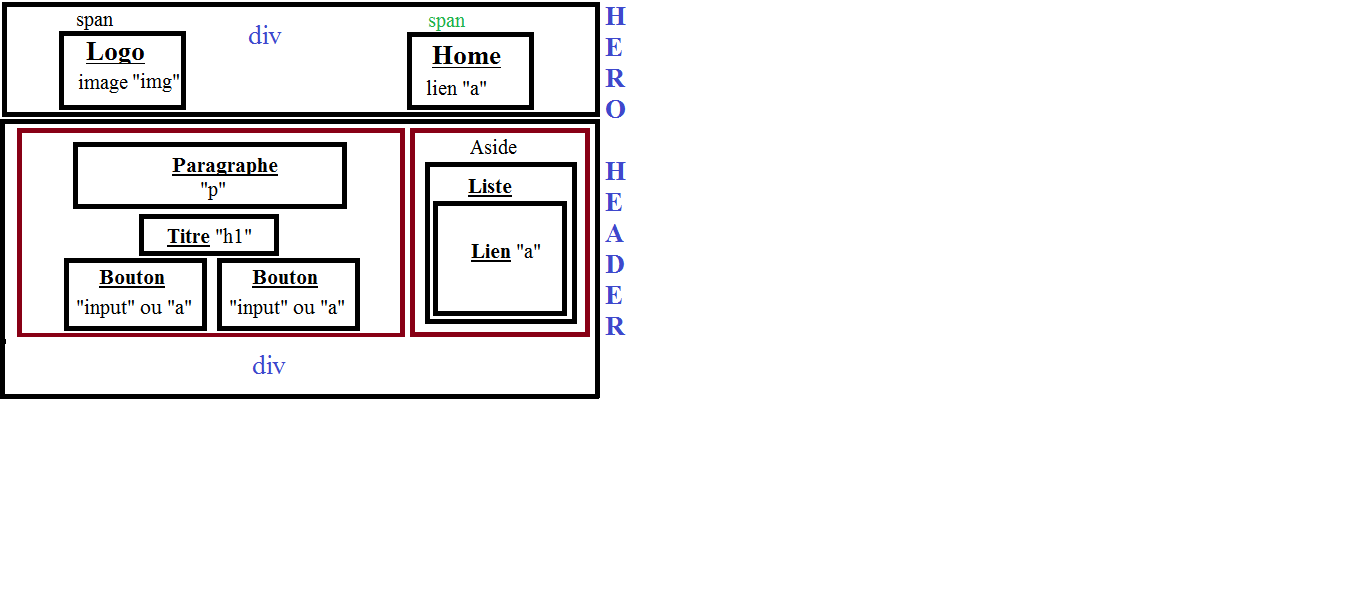 span
div
Logo
image "img"
span
Home
lien "a"
Paragraphe
"p"
Titre "h1"
Bouton
"input" ou "a"
Bouton
"input" ou "a"
Aside
Liste
Lien "a"
div
HERO
HEADER